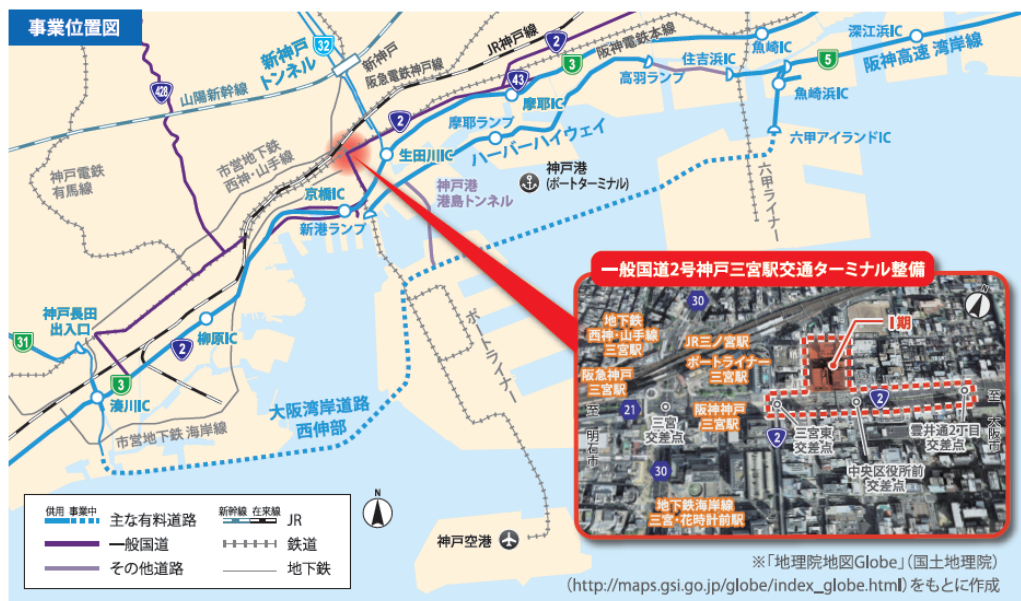 事業位置図
新神戸
トンネル
32
新神戸
JR神戸線
2
阪神電鉄本線
魚崎IC
深江浜IC
住吉浜IC
阪神高速 湾岸線
5
3
高羽ランプ
魚崎浜IC
428
山陽新幹線
阪急電鉄神戸線
43
摩耶IC
2
摩耶ランプ
ハーバーハイウェイ
六甲アイランドIC
市営地下鉄
西神・山手線
生田川IC
神戸電鉄
有馬線
神戸港
(ポートターミナル)
神戸港
港島トンネル
京橋IC
新港ランプ
六甲ライナー
神戸長田
出入口
31
柳原IC
2
3
湊川IC
ポートライナー
大阪湾岸道路
西伸部
市営地下鉄 海岸線
神戸空港
N
供用 事業中
主な有料道路
一般国道
その他道路
新幹線 在来線
JR
鉄道
地下鉄
一般国道2号神戸三宮駅交通ターミナル整備
N
30
地下鉄
西神・山手線
三宮駅
JR三ノ宮駅
ポートライナー
三宮駅
Ⅰ期
阪急神戸
三宮駅
21
三宮
交差点
阪神神戸
三宮駅
2
三宮東
交差点
2
中央区役所前
交差点
雲井通2丁目
交差点
至 明石市
至 大阪市
30
地下鉄海岸線
三宮・花時計前駅
※「地理院地図Globe」(国土地理院)
(http://maps.gsi.go.jp/globe/index_globe.html)をもとに作成